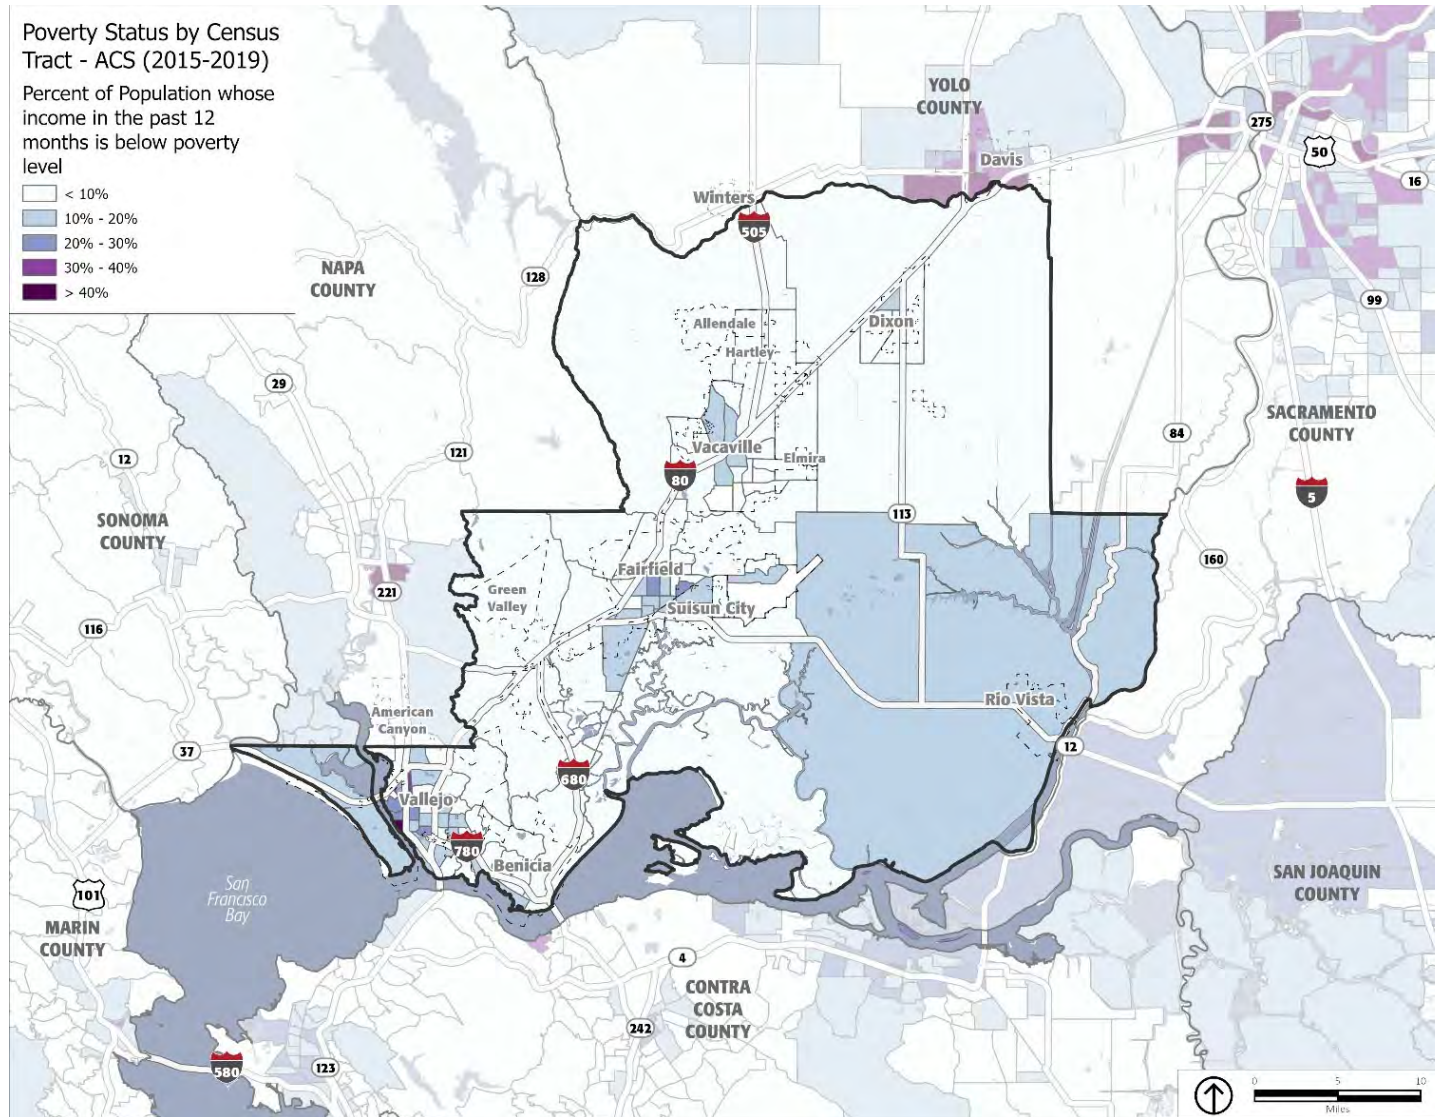 Poverty Status by Census
Tract - ACS (2015-2019)
Percent of Population whose
income in the past 12
months is below poverty
level
< 10%
10% - 20%
20% - 30%
30% - 40%
> 40%
YOLO
COUNTY
275
50
Davis
16
Winters
505
NAPA
COUNTY
128
99
Allendale
Dixon
Hartley
29
SACRAMENTO
COUNTY
84
12
121
Vacaville
Elmira
80
5
SONOMA
COUNTY
113
160
Fairfield
221
Green
Valley
Suisun City
116
Rio Vista
American
Canyon
37
12
680
Vallejo
780
Benicia
San
Francisco
Bay
101
SAN JOAQUIN
COUNTY
MARIN
COUNTY
4
CONTRA
COSTA
COUNTY
242
580
123
0 5 10
Miles